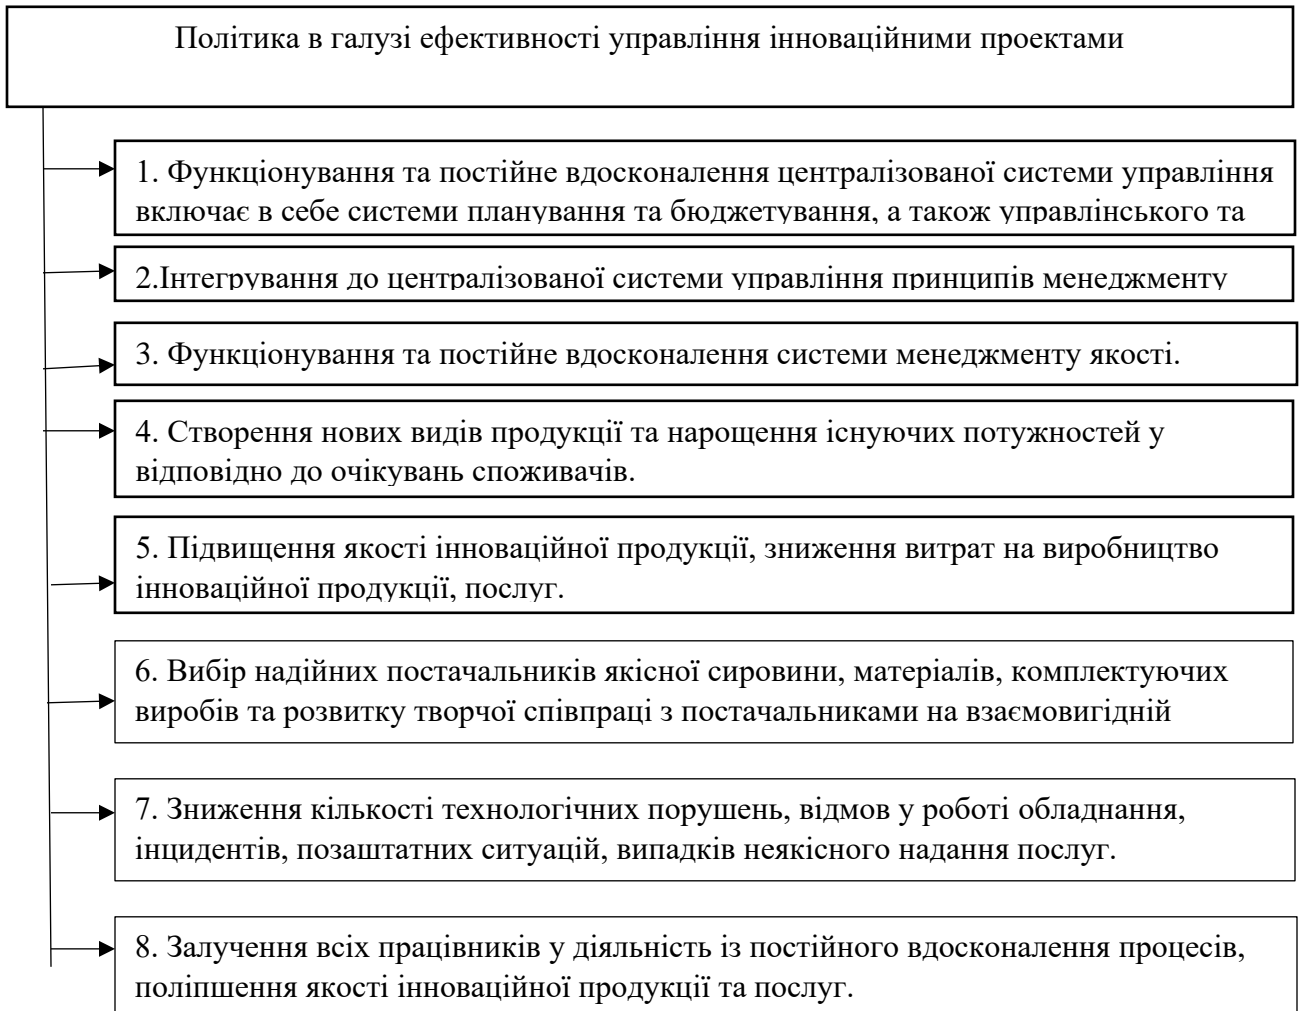 Політика в галузі ефективності управління інноваційними проектами
1. Функціонування та постійне вдосконалення централізованої системи управління
включає в себе системи планування та бюджетування, а також управлінського та
2.Інтегрування до централізованої системи управління принципів менеджменту
3. Функціонування та постійне вдосконалення системи менеджменту якості.
4. Створення нових видів продукції та нарощення існуючих потужностей у
відповідно до очікувань споживачів.
5. Підвищення якості інноваційної продукції, зниження витрат на виробництво
інноваційної продукції, послуг.
6. Вибір надійних постачальників якісної сировини, матеріалів, комплектуючих
виробів та розвитку творчої співпраці з постачальниками на взаємовигідній
7. Зниження кількості технологічних порушень, відмов у роботі обладнання,
інцидентів, позаштатних ситуацій, випадків неякісного надання послуг.
8. Залучення всіх працівників у діяльність із постійного вдосконалення процесів,
поліпшення якості інноваційної продукції та послуг.